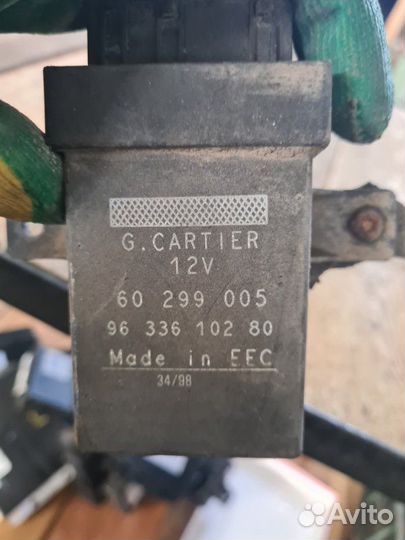 G.CARTIER
12V
60 299 005
96 336 102 80
Made in EEC
34/98
Avito